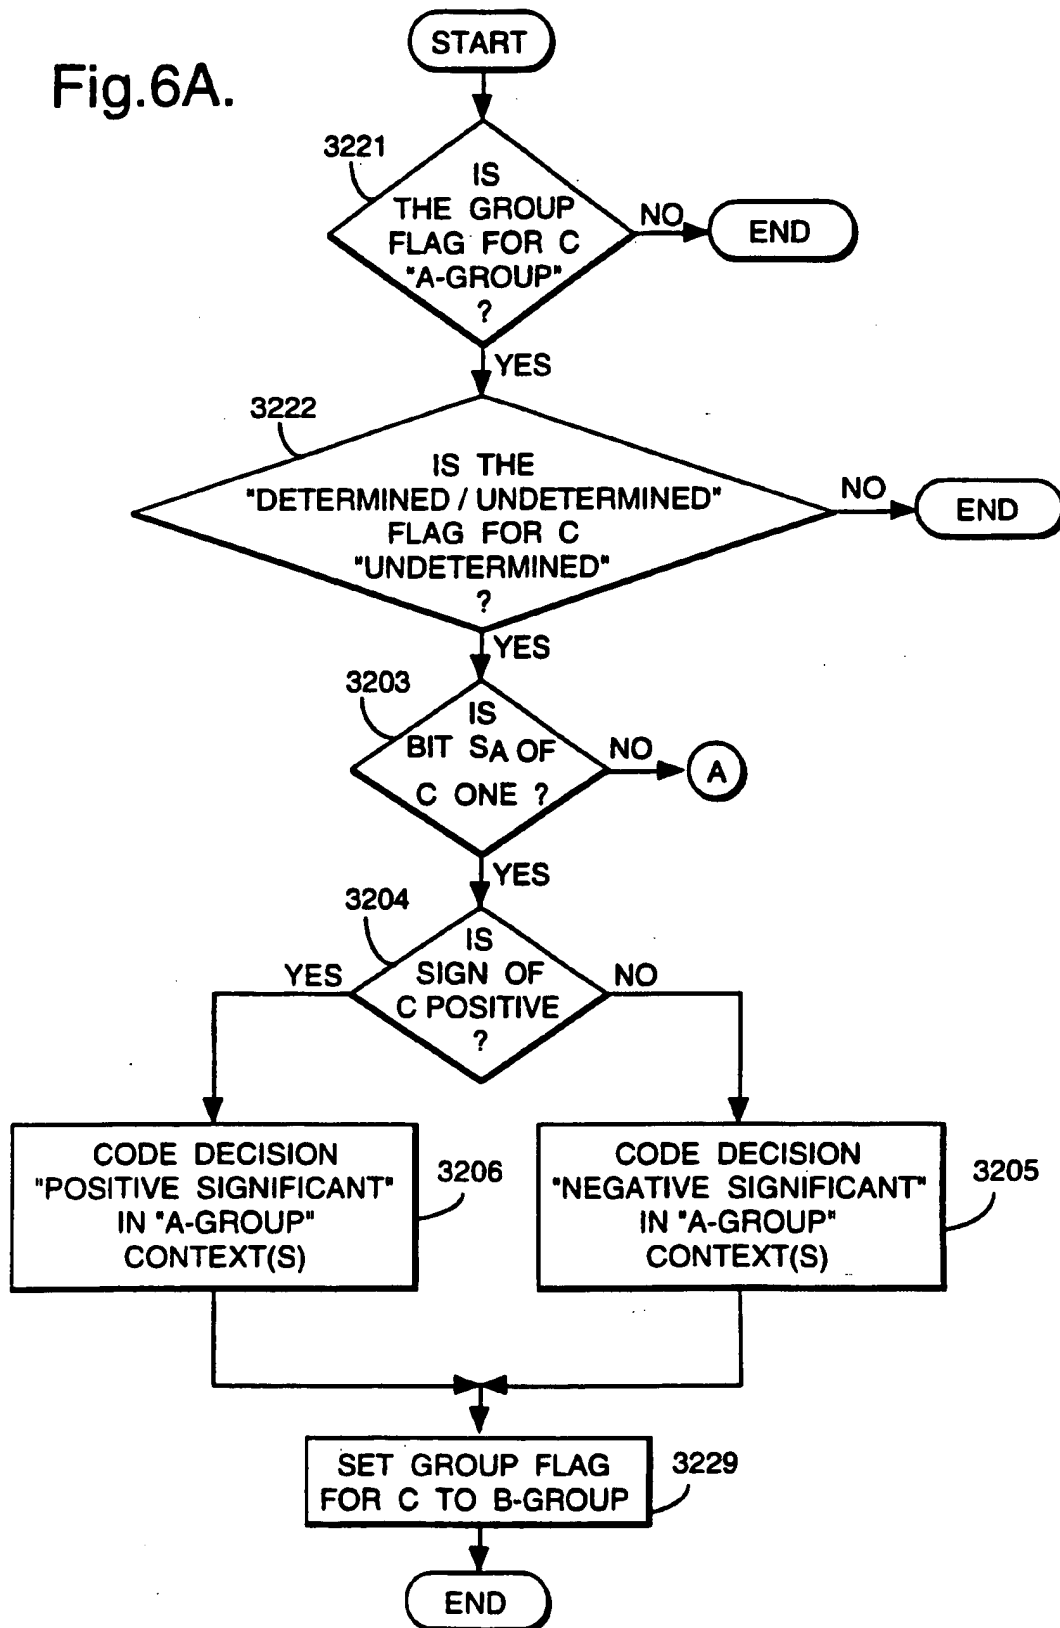 Fig.6A.
START
3221
IS
THE GROUP
FLAG FOR C
"A-GROUP"
?
NO
END
YES
3222
IS THE
"DETERMINED / UNDETERMINED"
FLAG FOR C
"UNDETERMINED"
?
NO
END
YES
3203
IS
BIT SA OF
C ONE ?
NO
A
YES
3204
IS
SIGN OF
C POSITIVE
?
YES
NO
CODE DECISION
"POSITIVE SIGNIFICANT"
IN "A-GROUP"
CONTEXT(S)
3206
CODE DECISION
"NEGATIVE SIGNIFICANT"
IN "A-GROUP"
CONTEXT(S)
3205
SET GROUP FLAG
FOR C TO B-GROUP
3229
END